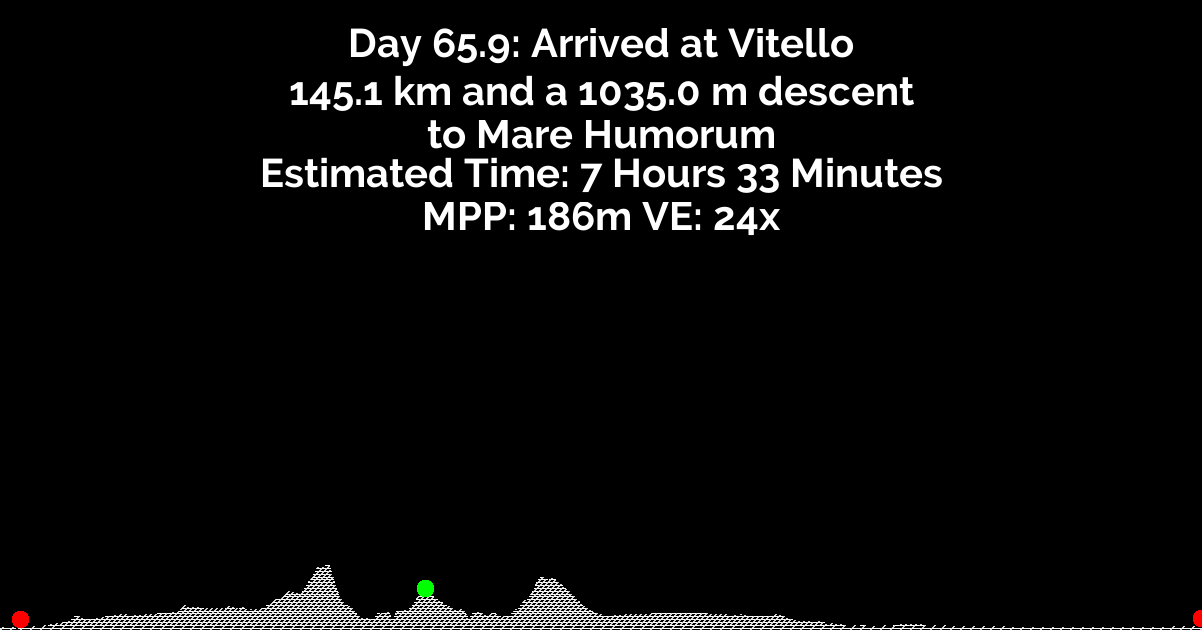 Day 65.9: Arrived at Vitello
145.1 km and a 1035.0 m descent
to Mare Humorum
Estimated Time: 7 Hours 33 Minutes
MPP: 186m VE: 24x